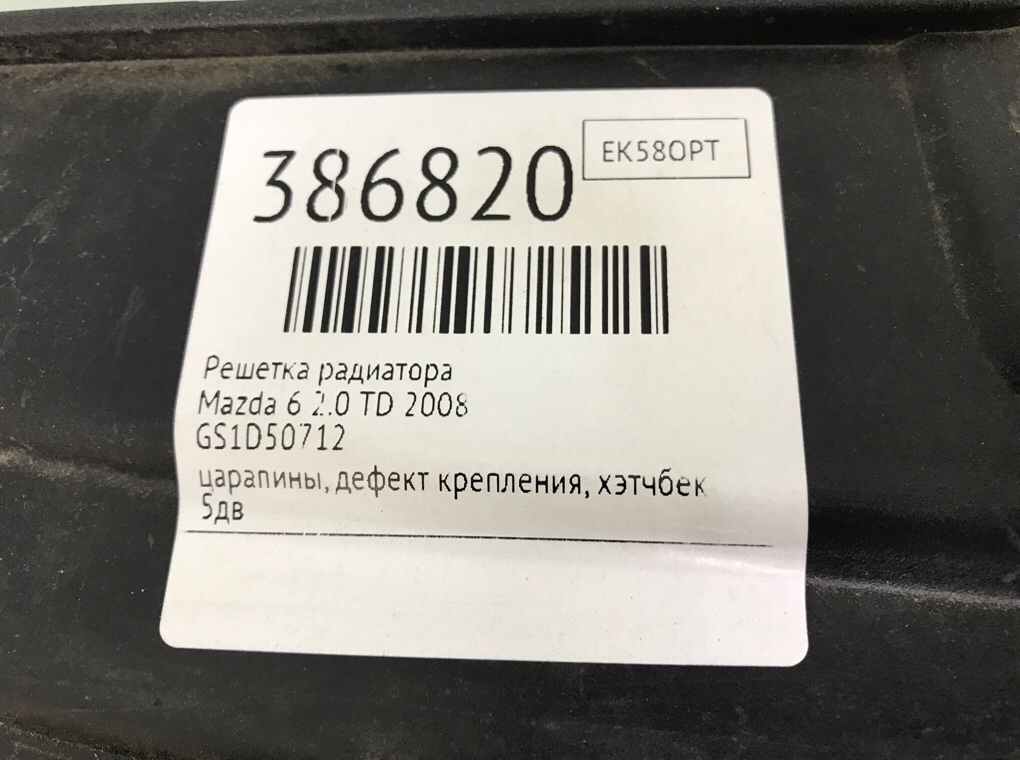 386820
EK58OPT
Решетка радиатора
Mazda 6 2.0 TD 2008
GS1D50712
царапины, дефект крепления, хэтчбек
5дв